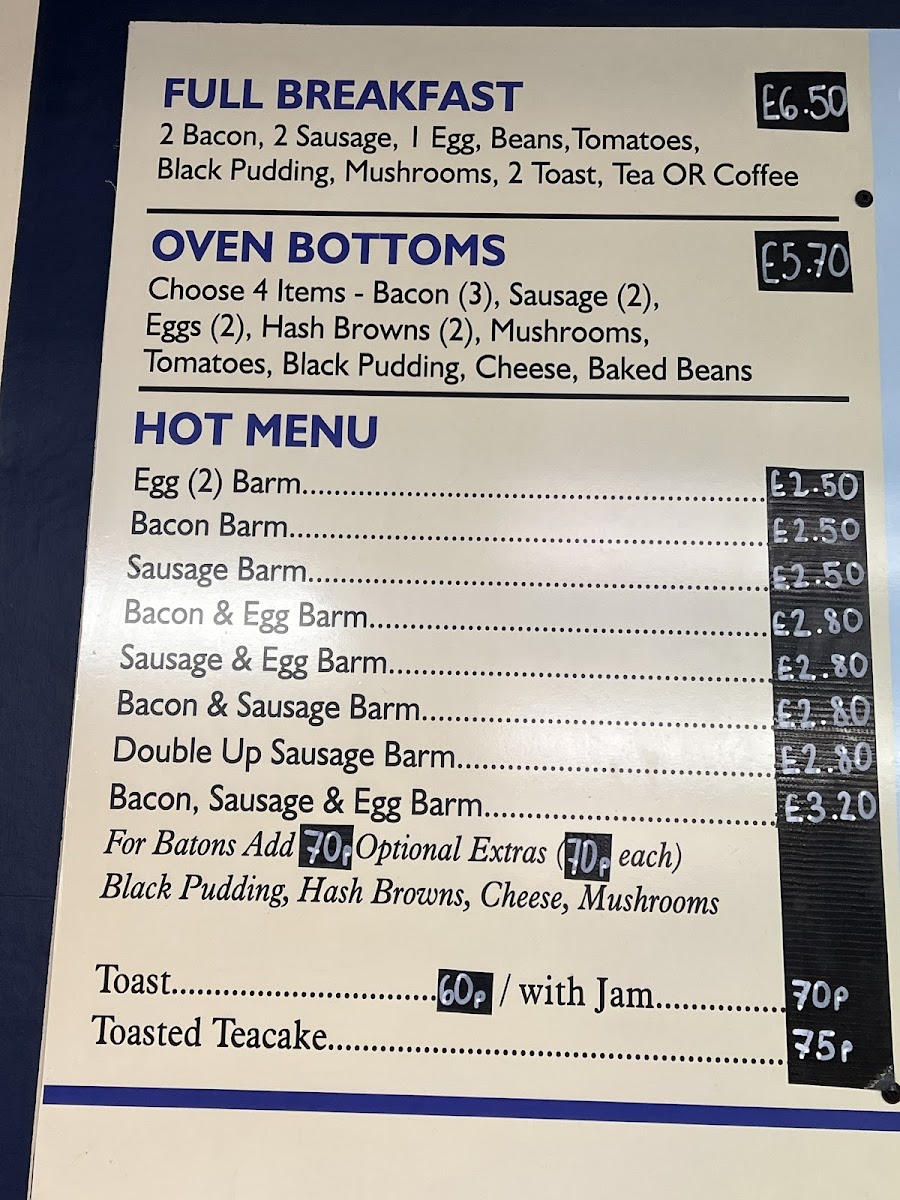 FULL BREAKFAST £6.50
2 Bacon, 2 Sausage, 1 Egg, Beans,Tomatoes,
Black Pudding, Mushrooms, 2 Toast, Tea OR Coffee
OVEN BOTTOMS £5.70
Choose 4 Items - Bacon (3), Sausage (2),
Eggs (2), Hash Browns (2), Mushrooms,
Tomatoes, Black Pudding, Cheese, Baked Beans
HOT MENU
Egg (2) Barm..........£2.50
Bacon Barm..........£2.50
Sausage Barm..........£2.50
Bacon & Egg Barm..........£2.80
Sausage & Egg Barm..........£2.80
Bacon & Sausage Barm..........£2.80
Double Up Sausage Barm..........£2.80
Bacon, Sausage & Egg Barm..........£3.20
For Batons Add 70p Optional Extras (70p each)
Black Pudding, Hash Browns, Cheese, Mushrooms
Toast..........60p / with Jam..........70p
Toasted Teacake..........75p